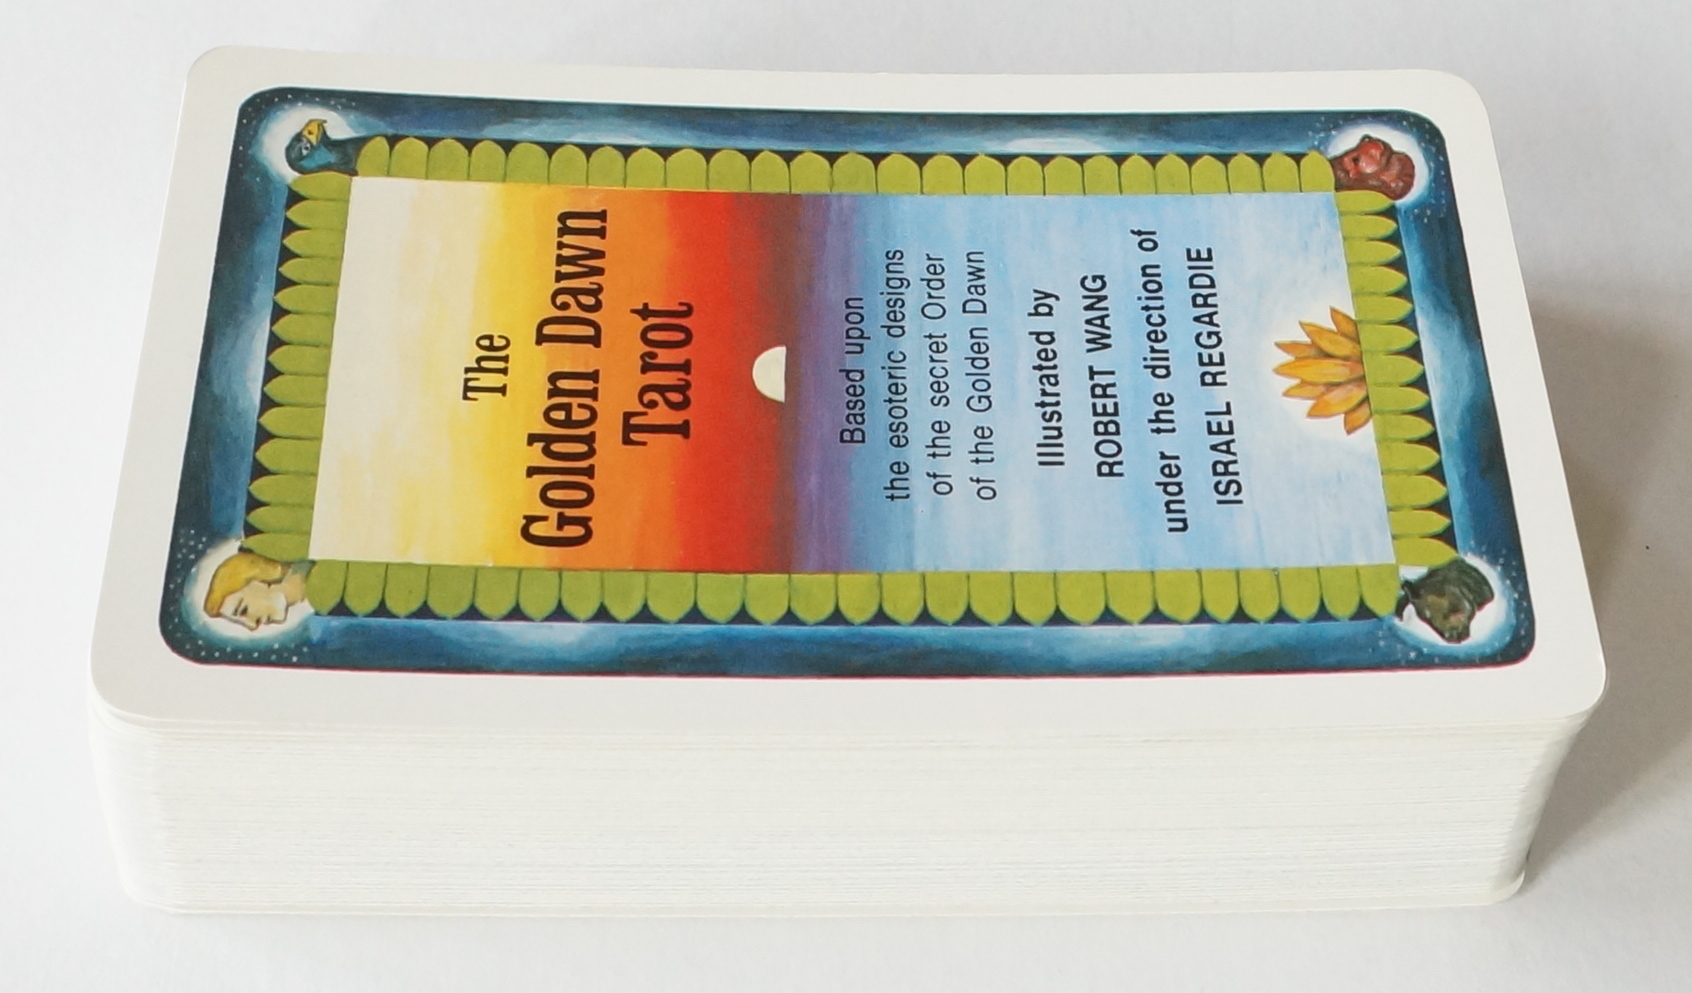 The
Golden Dawn
Tarot
Based upon
the esoteric designs
of the secret Order
of the Golden Dawn
Illustrated by
ROBERT WANG
under the direction of
ISRAEL REGARDIE